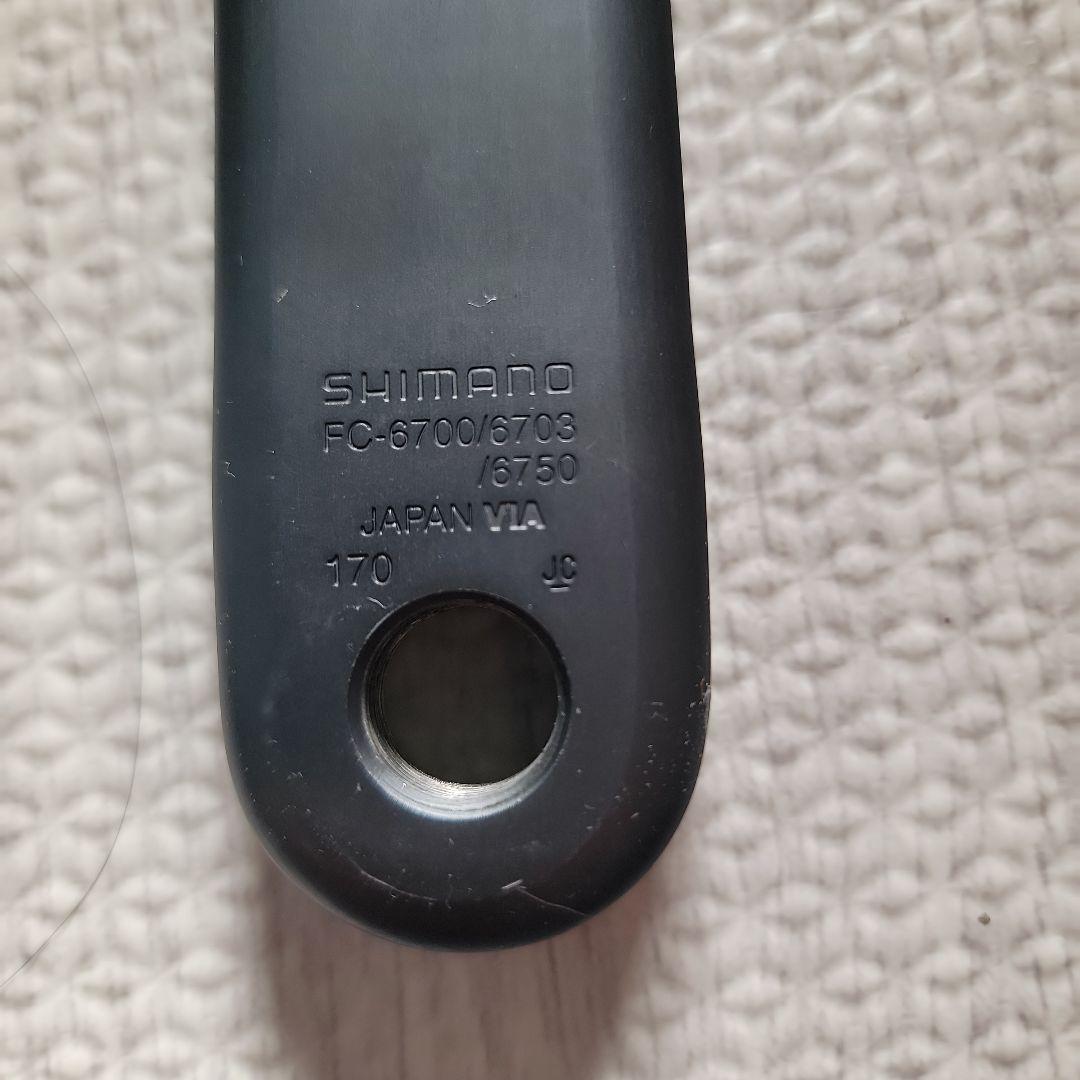 SHIMANO
FC-6700/6703
/6750
JAPAN VIA
170 JC